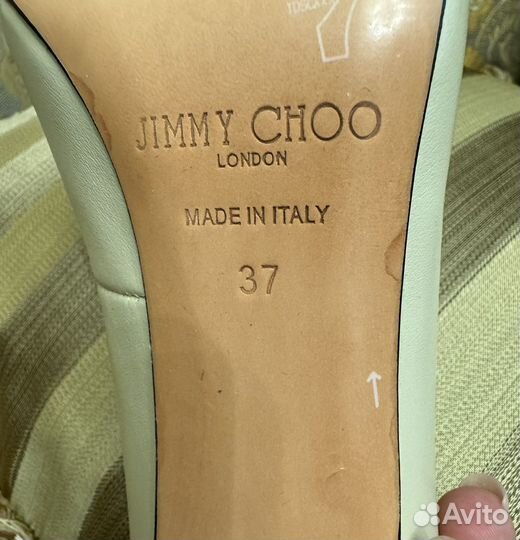 JIMMY CHOO
LONDON
MADE IN ITALY
37
Avito